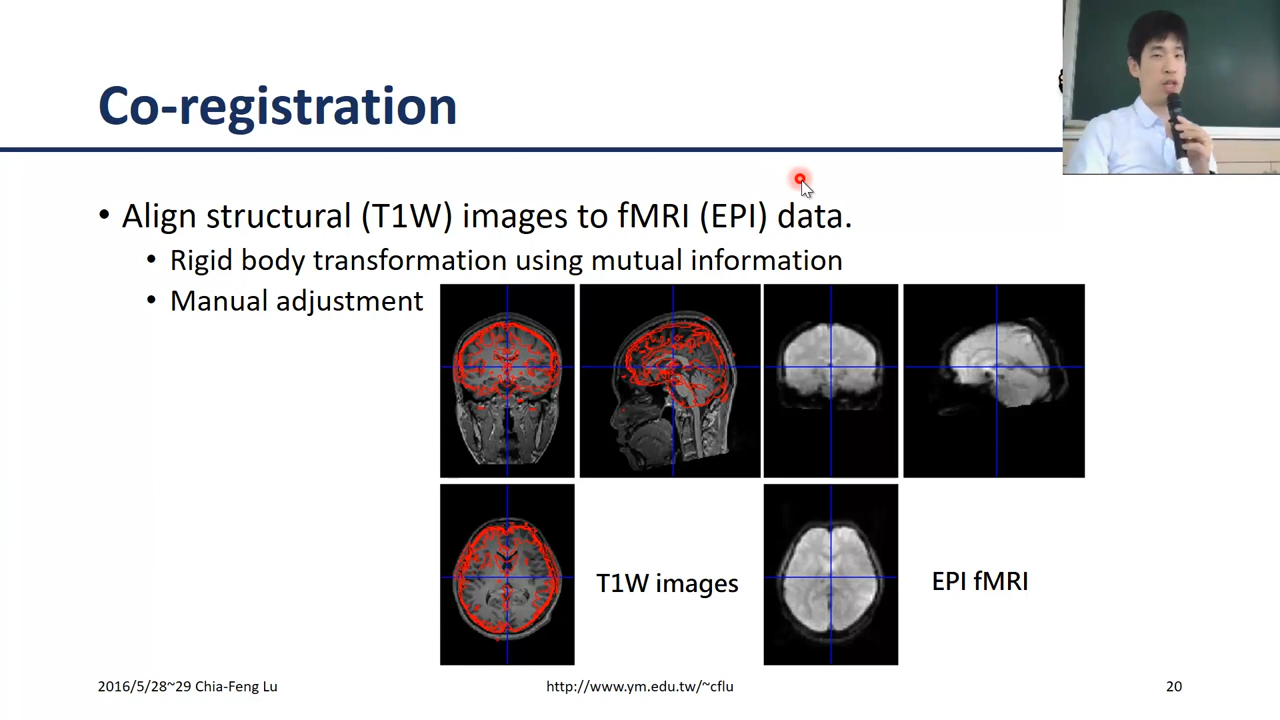 Co-registration
• Align structural (T1W) images to fMRI (EPI) data.
• Rigid body transformation using mutual information
• Manual adjustment
T1W images
EPI fMRI
2016/5/28~29 Chia-Feng Lu
http://www.ym.edu.tw/~cflu
20